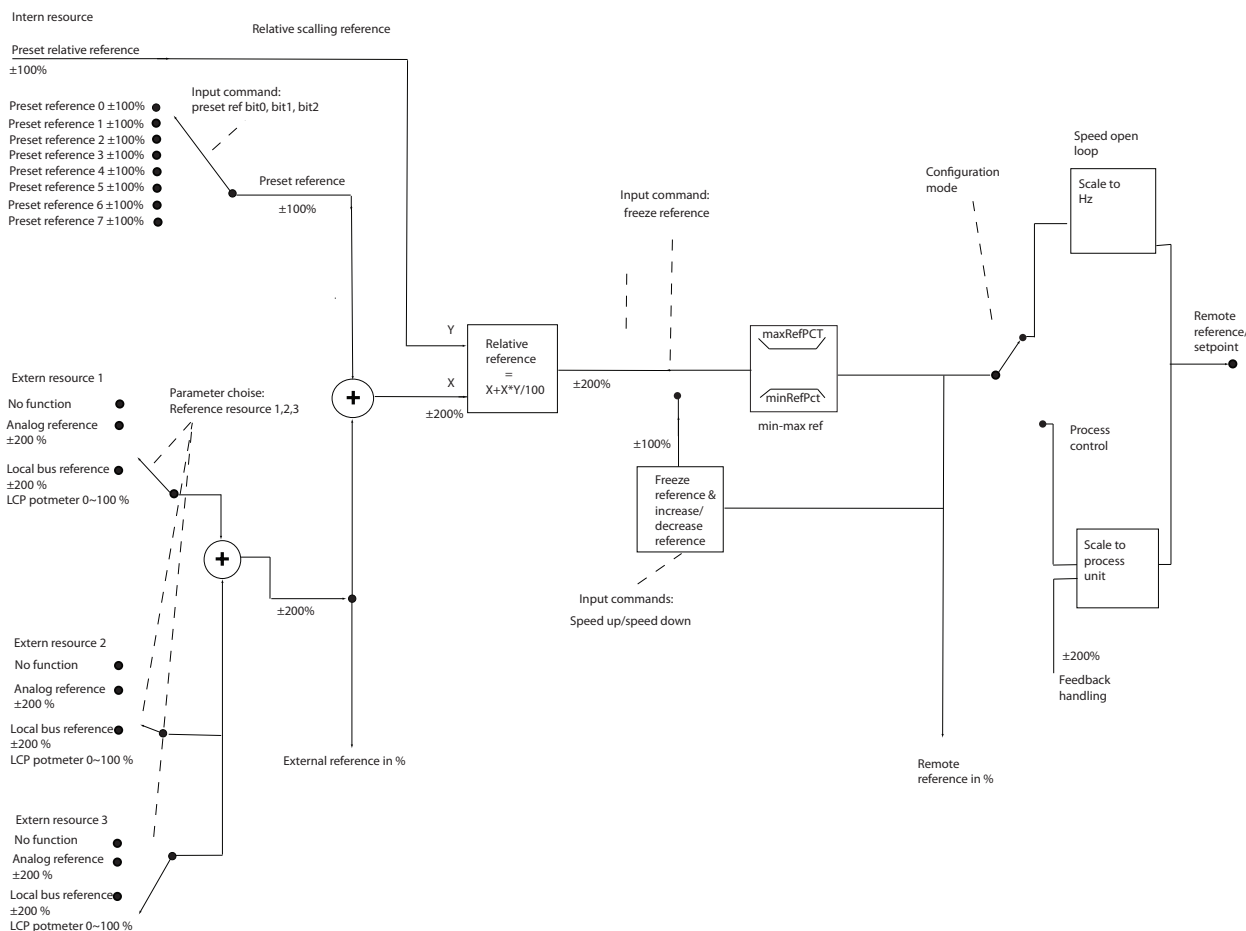 Intern resource
Relative scalling reference
Preset relative reference
±100%
Input command:
preset ref bit0, bit1, bit2
Preset reference 0 ±100%
Preset reference 1 ±100%
Preset reference 2 ±100%
Preset reference 3 ±100%
Preset reference 4 ±100%
Preset reference 5 ±100%
Preset reference 6 ±100%
Preset reference 7 ±100%
Preset reference
±100%
Input command:
freeze reference
Configuration
mode
Speed open
loop
Scale to
Hz
Remote
reference/
setpoint
Y
X
±200%
Relative
reference
=
X+X*Y/100
±200%
maxRefPCT
minRefPct
min-max ref
Extern resource 1
No function
Analog reference
±200 %
Local bus reference
±200 %
LCP potmeter 0~100 %
Parameter choise:
Reference resource 1,2,3
+
+
±200%
±100%
Freeze
reference &
increase/
decrease
reference
Input commands:
Speed up/speed down
Process
control
Scale to
process
unit
±200%
Feedback
handling
Extern resource 2
No function
Analog reference
±200 %
Local bus reference
±200 %
LCP potmeter 0~100 %
External reference in %
Remote
reference in %
Extern resource 3
No function
Analog reference
±200 %
Local bus reference
±200 %
LCP potmeter 0~100 %